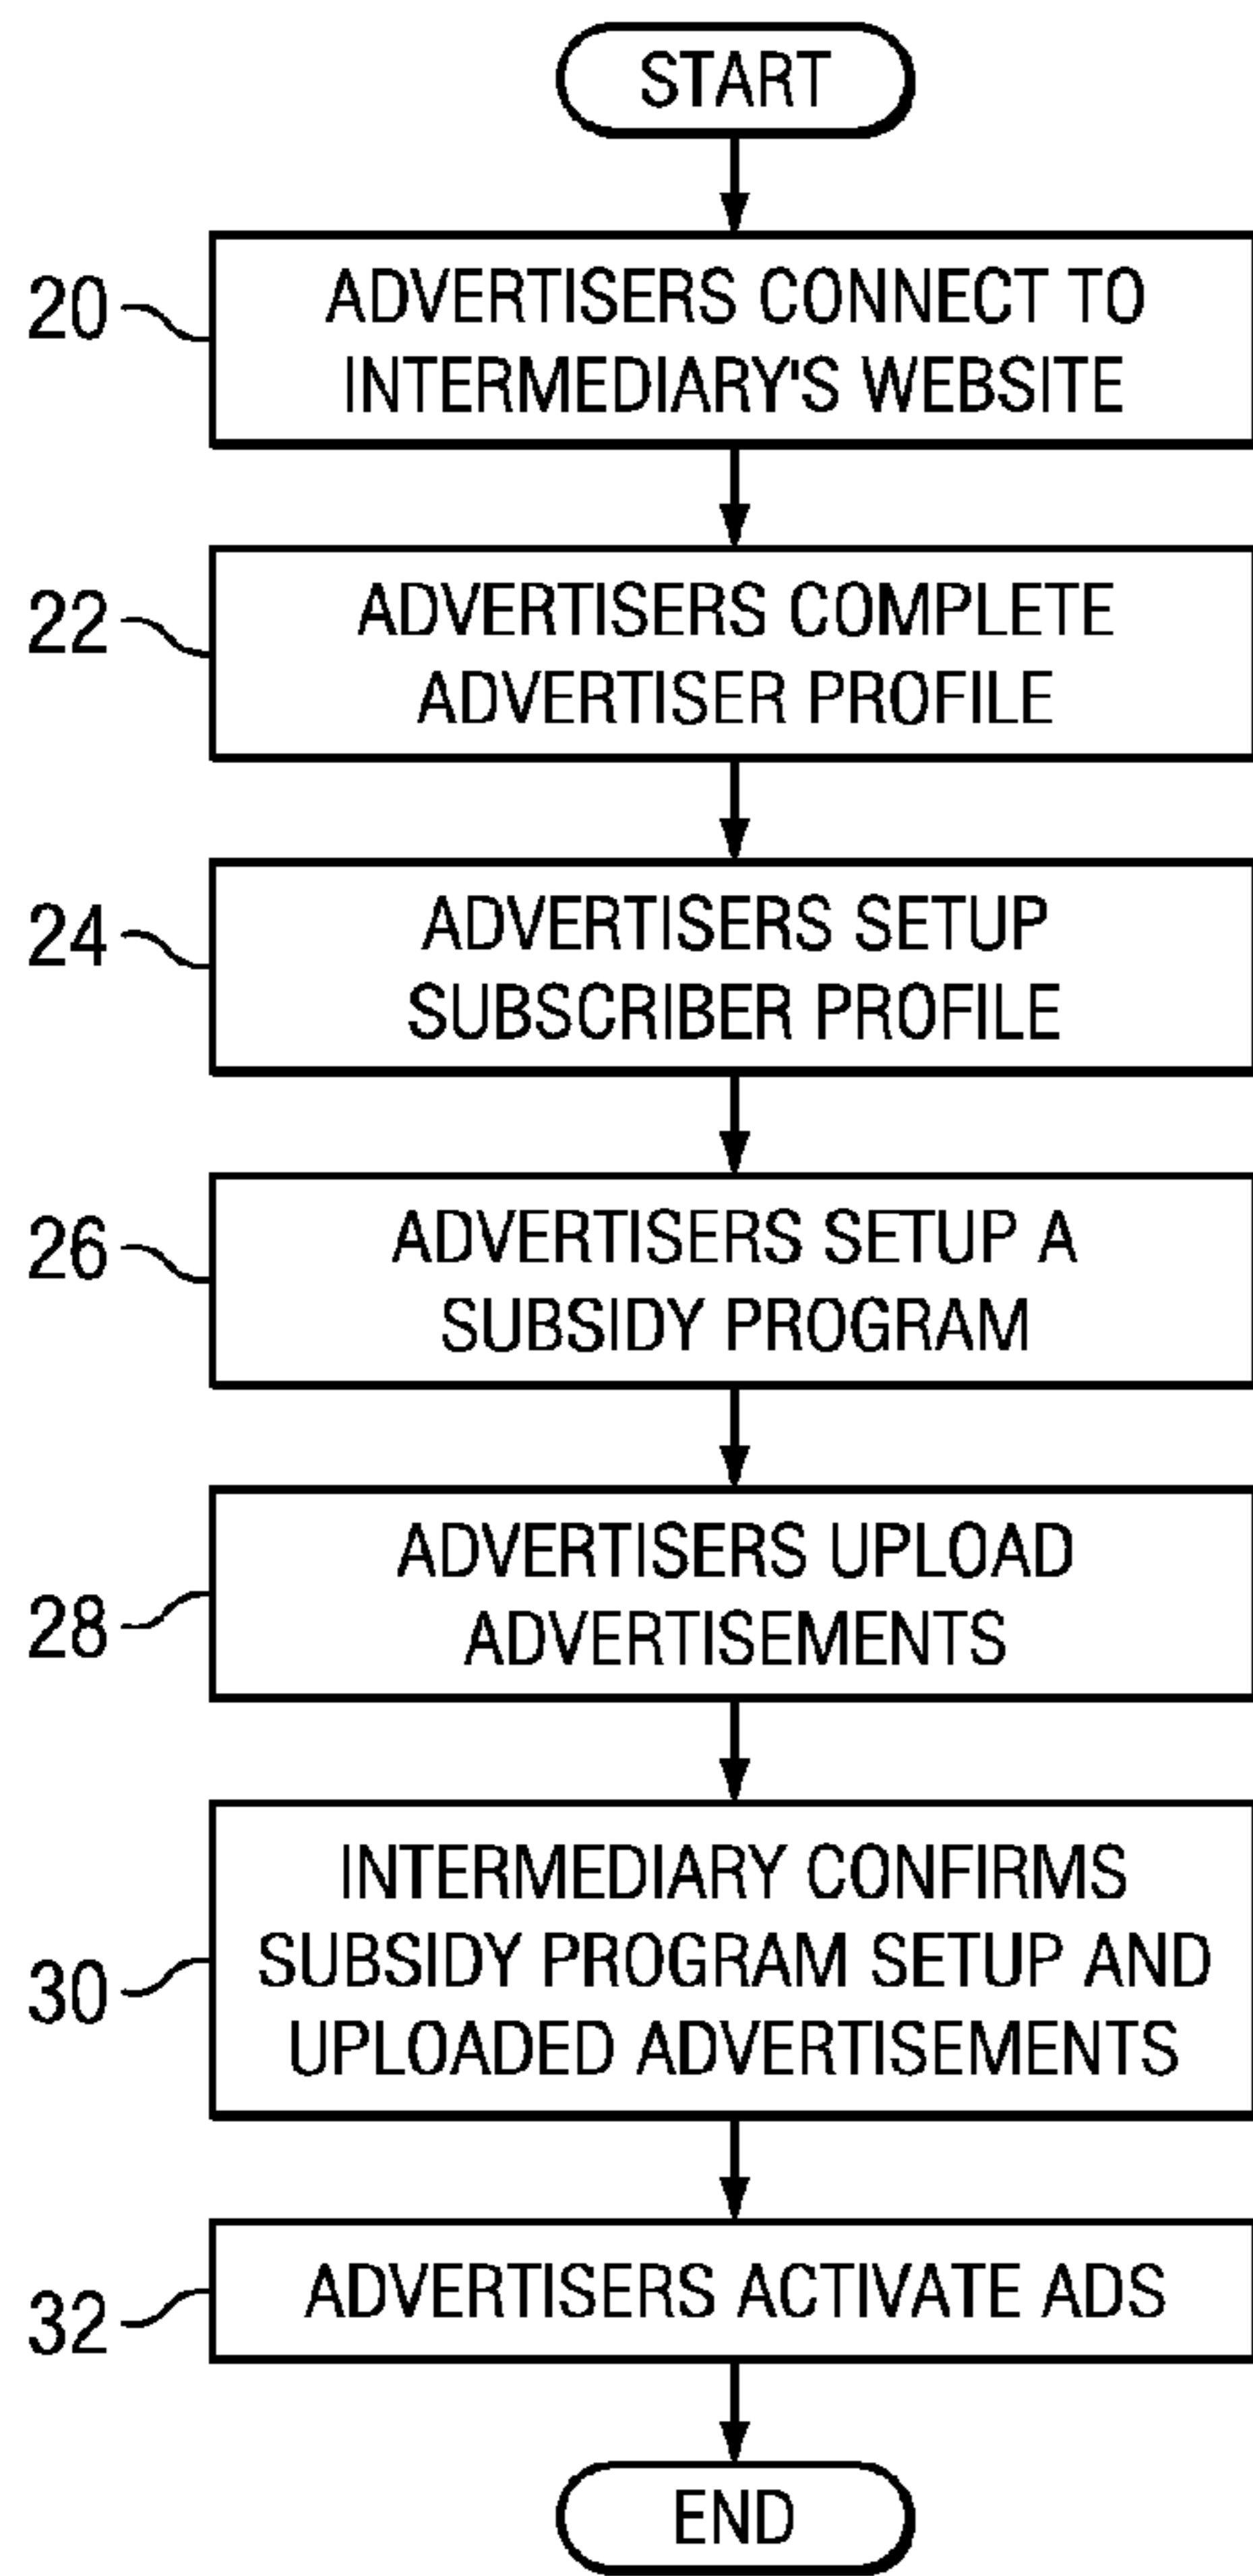 START
20
ADVERTISERS CONNECT TO
INTERMEDIARY'S WEBSITE
22
ADVERTISERS COMPLETE
ADVERTISER PROFILE
24
ADVERTISERS SETUP
SUBSCRIBER PROFILE
26
ADVERTISERS SETUP A
SUBSIDY PROGRAM
28
ADVERTISERS UPLOAD
ADVERTISEMENTS
30
INTERMEDIARY CONFIRMS
SUBSIDY PROGRAM SETUP AND
UPLOADED ADVERTISEMENTS
32
ADVERTISERS ACTIVATE ADS
END